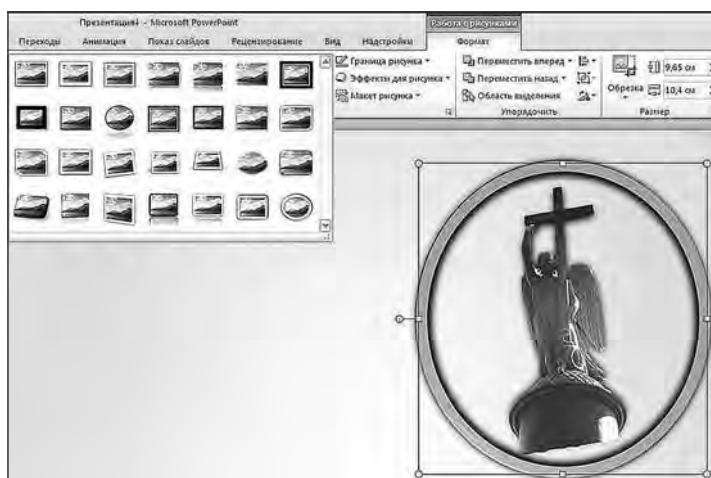 Презентация1 - Microsoft PowerPoint
Работа с рисунками
Переходы Анимация Показ слайдов Рецензирование Вид Надстройки Формат
Граница рисунка
Эффекты для рисунка
Макет рисунка
Переместить вперед
Переместить назад
Область выделения
Упорядочить
Обрезка
9,65 см
10,4 см
Размер